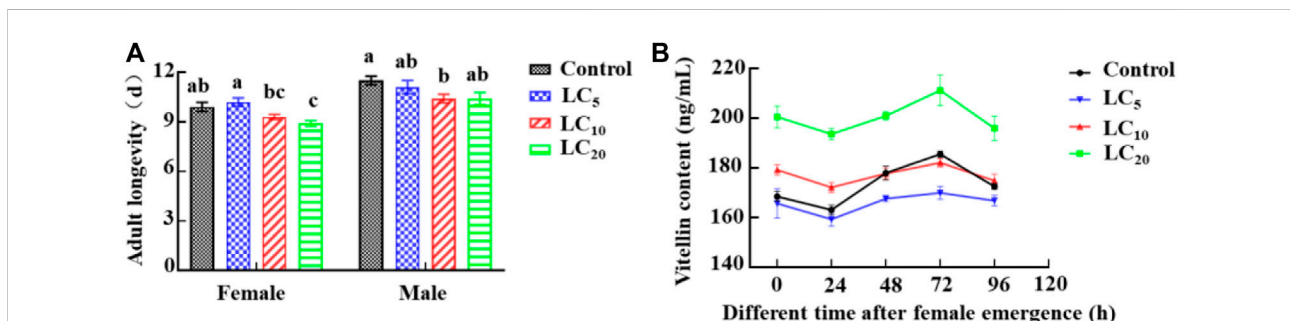 A
Adult longevity (d)
12
9
6
3
0
ab
a
bc
c
a
ab
b
ab
Female
Male
Control
LC5
LC10
LC20
B
Vitellin content (ng/mL)
220
200
180
160
140
0
24
48
72
96
120
Different time after female emergence (h)
Control
LC5
LC10
LC20